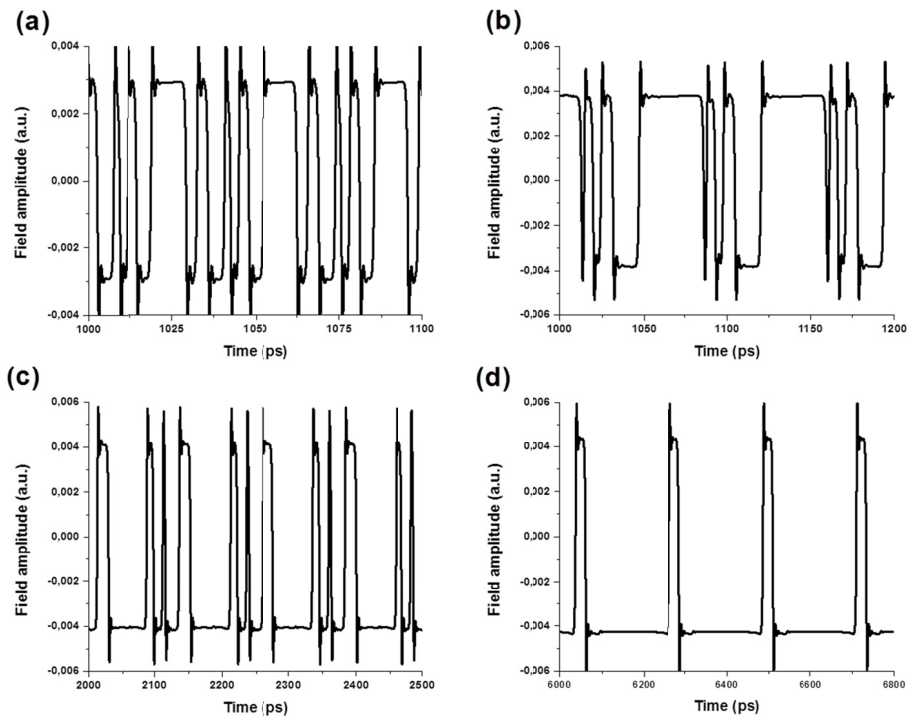 (a)
0,004
0,002
0,000
-0,002
-0,004
Field amplitude (a.u.)
1000 1025 1050 1075 1100
Time (ps)
(b)
0,006
0,004
0,002
0,000
-0,002
-0,004
-0,006
Field amplitude (a.u.)
1000 1050 1100 1150 1200
Time (ps)
(c)
0,006
0,004
0,002
0,000
-0,002
-0,004
-0,006
Field amplitude (a.u.)
2000 2100 2200 2300 2400 2500
Time (ps)
(d)
0,006
0,004
0,002
0,000
-0,002
-0,004
-0,006
Field amplitude (a.u.)
6000 6200 6400 6600 6800
Time (ps)